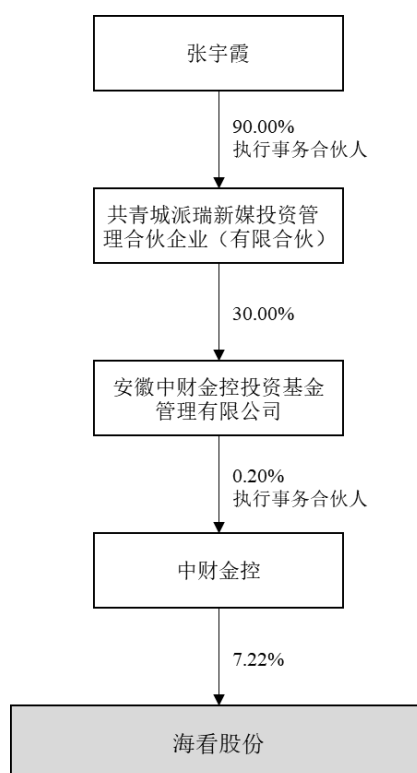 张宇霞
90.00%
执行事务合伙人
共青城派瑞新媒投资管
理合伙企业（有限合伙）
30.00%
安徽中财金控投资基金
管理有限公司
0.20%
执行事务合伙人
中财金控
7.22%
海看股份